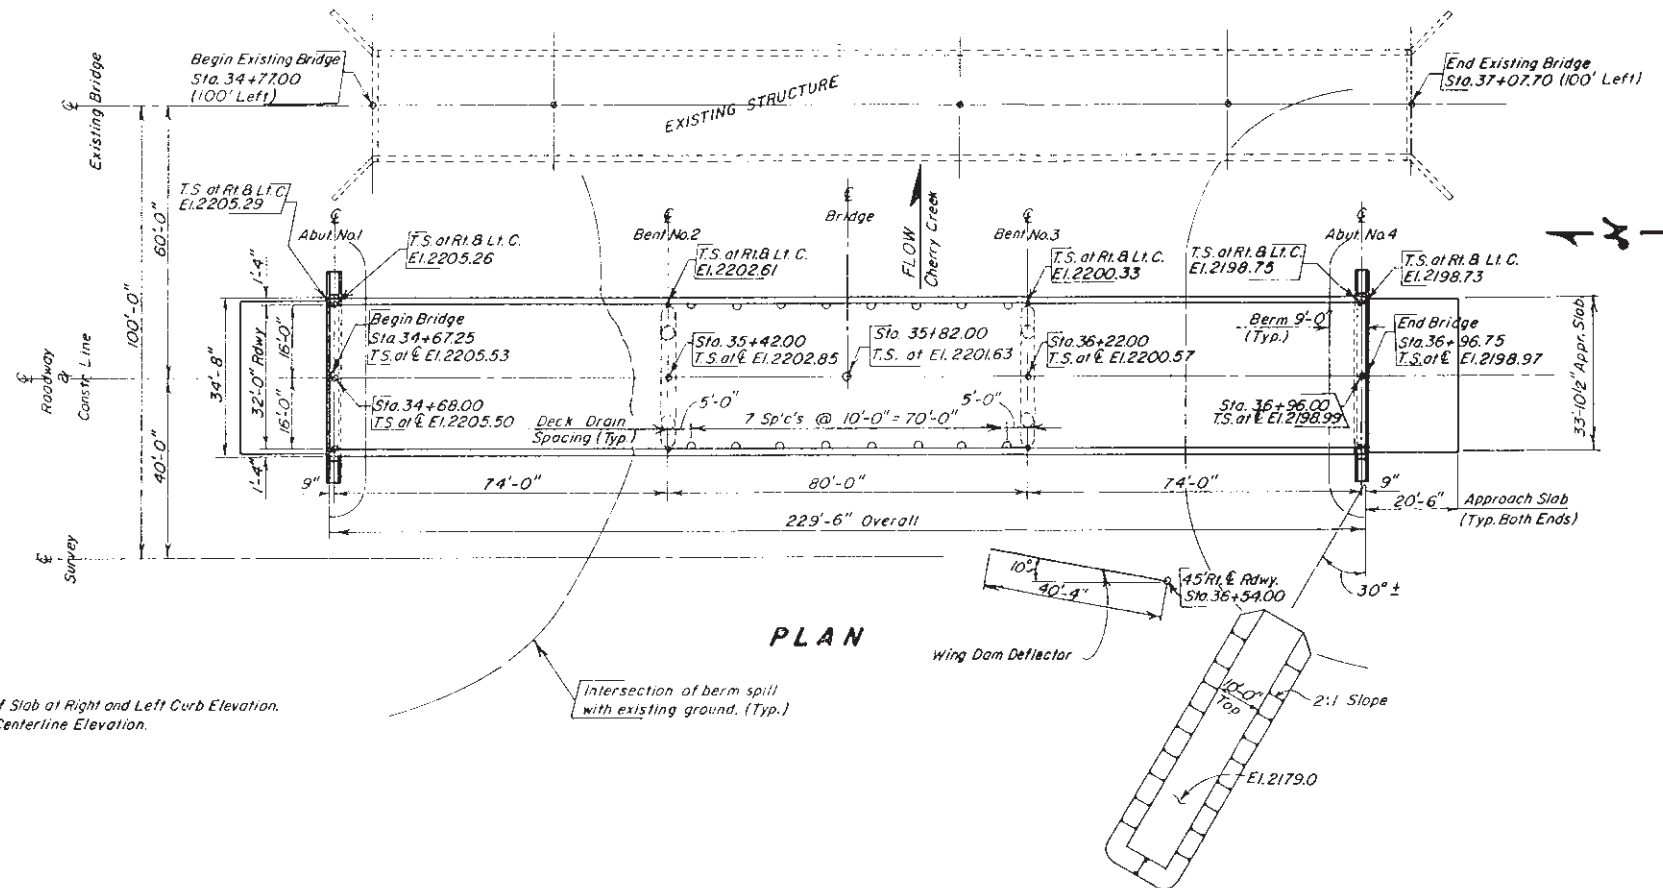 Begin Existing Bridge
Sta. 34+77.00
(100' Left)
℄
Existing Bridge
EXISTING STRUCTURE
End Existing Bridge
Sta. 37+07.70 (100' Left)
T.S. at Rt. & Lt. C.
El. 2205.29
℄
Abut. No. 1
T.S. at Rt. & Lt. C.
El. 2205.26
℄
Bent No. 2
T.S. at Rt. & Lt. C.
El. 2202.61
℄
Bridge
FLOW
Cherry Creek
℄
Bent No. 3
T.S. at Rt. & Lt. C.
El. 2200.33
T.S. at Rt. & Lt. C.
El. 2198.75
℄
Abut. No. 4
T.S. at Rt. & Lt. C.
El. 2198.73
N
100'-0"
60'-0"
40'-0"
1'-4"
34'-8"
32'-0" Rdwy
16'-0"
16'-0"
1'-4"
Begin Bridge
Sta. 34+67.25
T.S. at ℄ El. 2205.53
Sta. 35+42.00
T.S. at ℄ El. 2202.85
Sta. 35+82.00
T.S. at El. 2201.63
Sta. 36+22.00
T.S. at ℄ El. 2200.57
Berm 9'-0"
(Typ.)
End Bridge
Sta. 36+96.75
T.S. at ℄ El. 2198.97
33'-10½" Appr. Slab
℄
Roadway
&
Constr. Line
Sta. 34+68.00
T.S. at ℄ El. 2205.50
Deck Drain
Spacing (Typ.)
5'-0"
7 Spc's @ 10'-0" = 70'-0"
5'-0"
Sta. 36+96.00
T.S. at ℄ El. 2198.99
9"
74'-0"
80'-0"
74'-0"
9"
20'-6"
Approach Slab
(Typ. Both Ends)
229'-6" Overall
℄
Survey
10°
40'-4"
45' Rt. ℄ Rdwy.
Sta. 36+54.00
30° ±
PLAN
Wing Dam Deflector
Intersection of berm spill
with existing ground. (Typ.)
10'-0"
Top
2:1 Slope
El. 2179.0
Slab at Right and Left Curb Elevation.
Centerline Elevation.